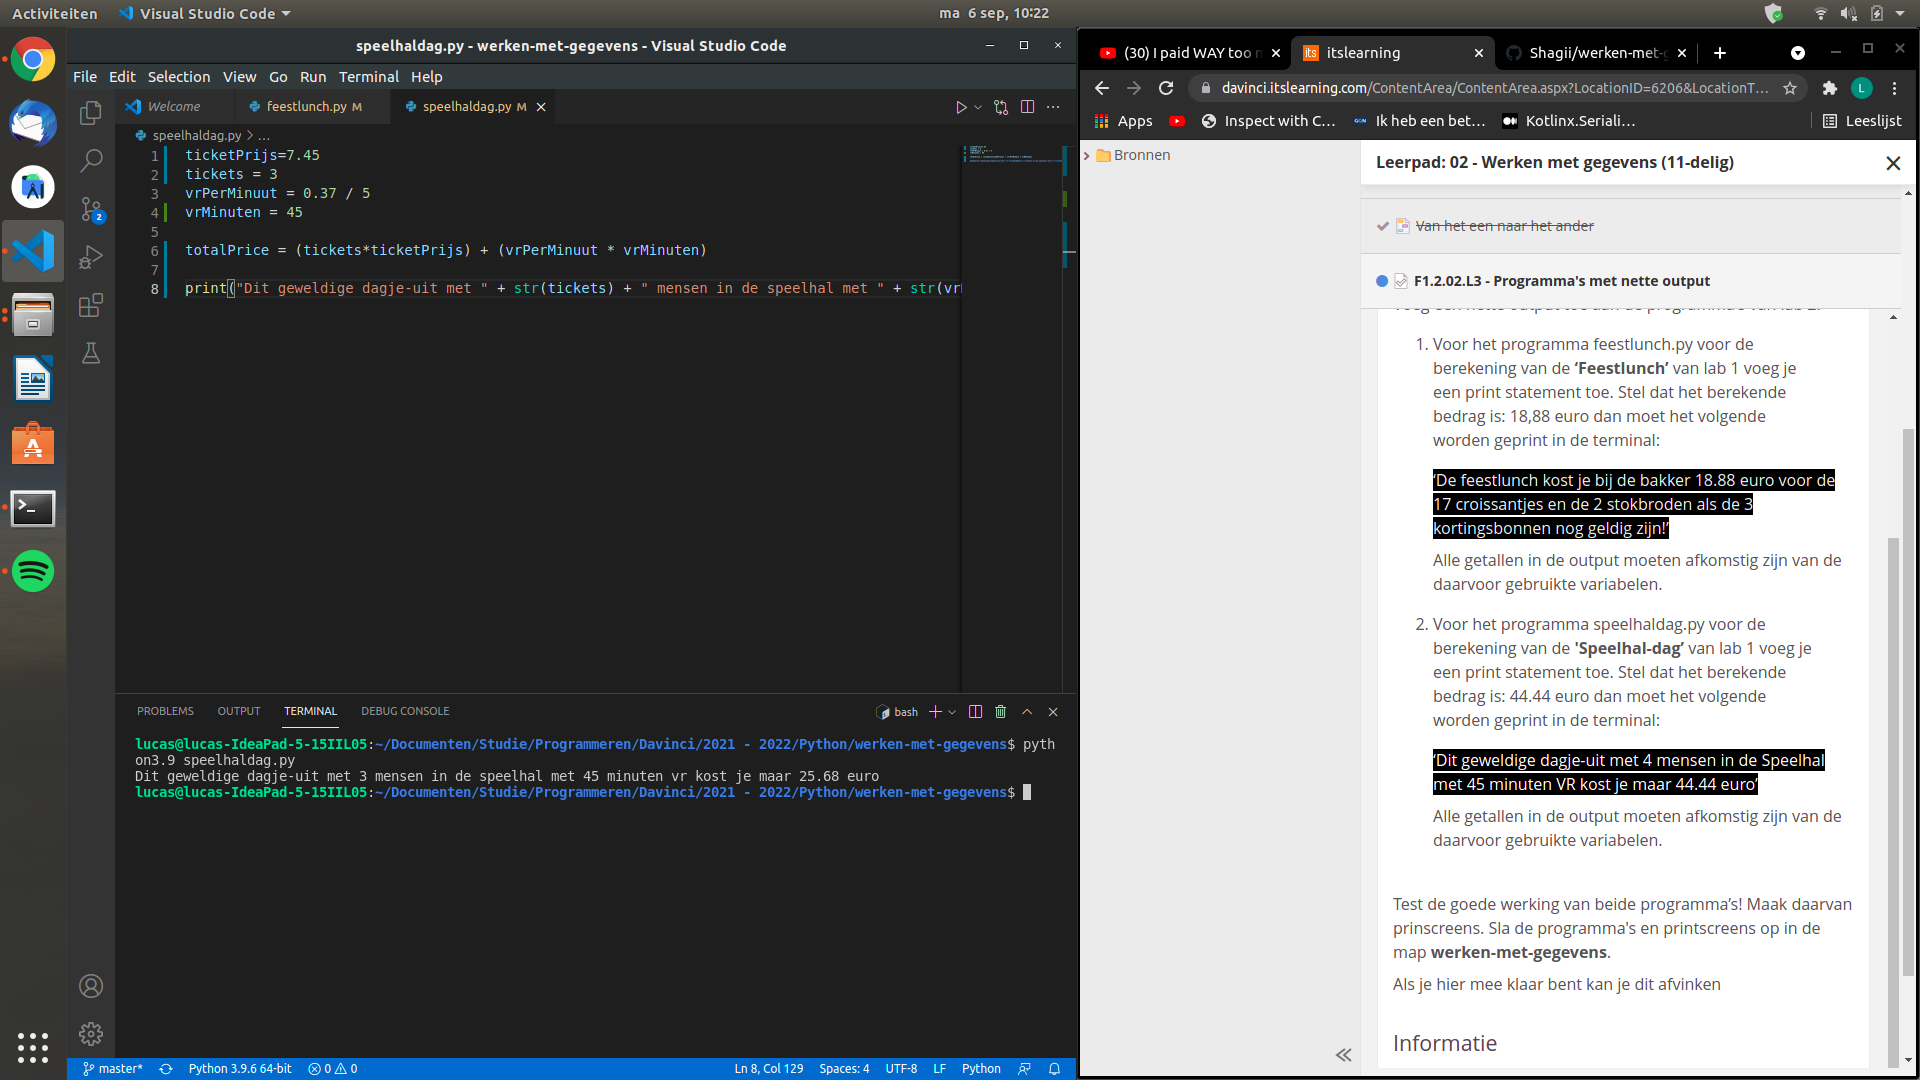 Activiteiten
Visual Studio Code
ma 6 sep, 10:22
speelhaldag.py - werken-met-gegevens - Visual Studio Code
File Edit Selection View Go Run Terminal Help
Welcome
feestlunch.py M
speelhaldag.py M
speelhaldag.py > ...
1 ticketPrijs=7.45
2 tickets = 3
3 vrPerMinuut = 0.37 / 5
4 vrMinuten = 45
5
6 totalPrice = (tickets*ticketPrijs) + (vrPerMinuut * vrMinuten)
7
8 print("Dit geweldige dagje-uit met " + str(tickets) + " mensen in de speelhal met " + str(vr
2
PROBLEMS OUTPUT TERMINAL DEBUG CONSOLE
bash
lucas@lucas-IdeaPad-5-15IIL05:~/Documenten/Studie/Programmeren/Davinci/2021 - 2022/Python/werken-met-gegevens$ pyth
on3.9 speelhaldag.py
Dit geweldige dagje-uit met 3 mensen in de speelhal met 45 minuten vr kost je maar 25.68 euro
lucas@lucas-IdeaPad-5-15IIL05:~/Documenten/Studie/Programmeren/Davinci/2021 - 2022/Python/werken-met-gegevens$
master* Python 3.9.6 64-bit 0 0
Ln 8, Col 129 Spaces: 4 UTF-8 LF Python
(30) I paid WAY too
its itslearning
Shagii/werken-met-g
davinci.itslearning.com/ContentArea/ContentArea.aspx?LocationID=6206&LocationT...
L
Apps
Inspect with C...
Ik heb een bet...
Kotlinx.Seriali...
Leeslijst
Bronnen
Leerpad: 02 - Werken met gegevens (11-delig)
Van het een naar het ander
F1.2.02.L3 - Programma's met nette output
1. Voor het programma feestlunch.py voor de
berekening van de ‘Feestlunch’ van lab 1 voeg je
een print statement toe. Stel dat het berekende
bedrag is: 18,88 euro dan moet het volgende
worden geprint in de terminal:
‘De feestlunch kost je bij de bakker 18.88 euro voor de
17 croissantjes en de 2 stokbroden als de 3
kortingsbonnen nog geldig zijn!’
Alle getallen in de output moeten afkomstig zijn van de
daarvoor gebruikte variabelen.
2. Voor het programma speelhaldag.py voor de
berekening van de 'Speelhal-dag’ van lab 1 voeg je
een print statement toe. Stel dat het berekende
bedrag is: 44.44 euro dan moet het volgende
worden geprint in de terminal:
‘Dit geweldige dagje-uit met 4 mensen in de Speelhal
met 45 minuten VR kost je maar 44.44 euro’
Alle getallen in de output moeten afkomstig zijn van de
daarvoor gebruikte variabelen.
Test de goede werking van beide programma’s! Maak daarvan
prinscreens. Sla de programma's en printscreens op in de
map werken-met-gegevens.
Als je hier mee klaar bent kan je dit afvinken
Informatie